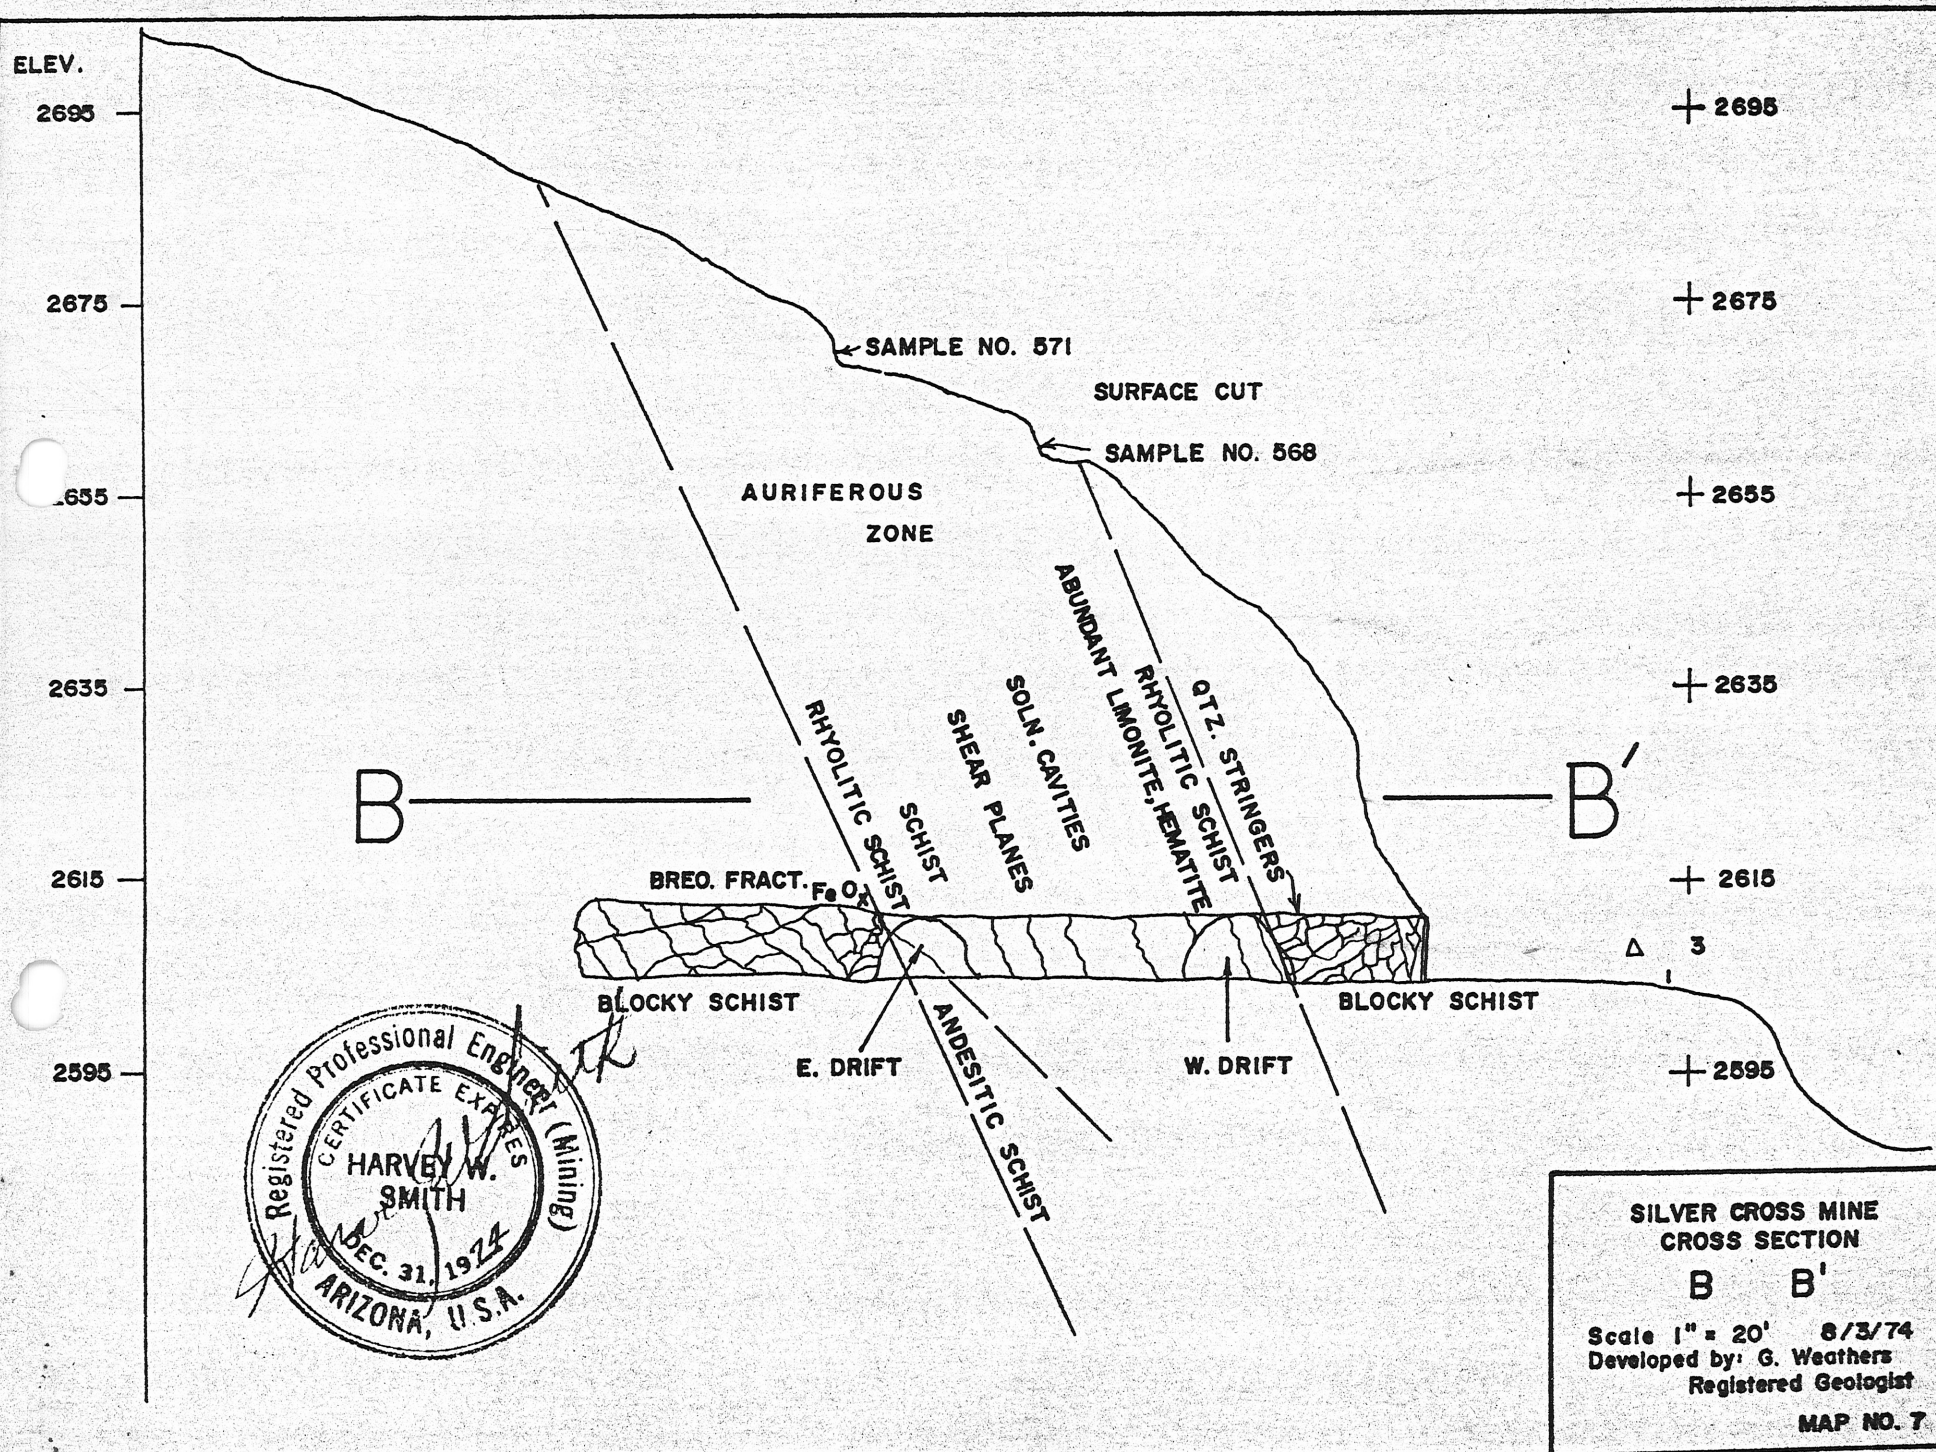 ELEV.
2695
2675
2655
2635
2615
2595
+ 2695
+ 2675
+ 2655
+ 2635
+ 2615
+ 2595
SAMPLE NO. 571
SURFACE CUT
SAMPLE NO. 568
AURIFEROUS
ZONE
RHYOLITIC SCHIST
SCHIST
SHEAR PLANES
SOLN. CAVITIES
ABUNDANT LIMONITE, HEMATITE
RHYOLITIC SCHIST
QTZ. STRINGERS
B
B'
BREO. FRACT. FeOx
Δ 3
BLOCKY SCHIST
BLOCKY SCHIST
E. DRIFT
W. DRIFT
ANDESITIC SCHIST
Registered Professional Engineer (Mining)
CERTIFICATE EXPIRES
HARVEY W.
SMITH
DEC. 31, 1974
ARIZONA, U.S.A.
SILVER CROSS MINE
CROSS SECTION
B B'
Scale 1" = 20' 8/3/74
Developed by: G. Weathers
Registered Geologist
MAP NO. 7